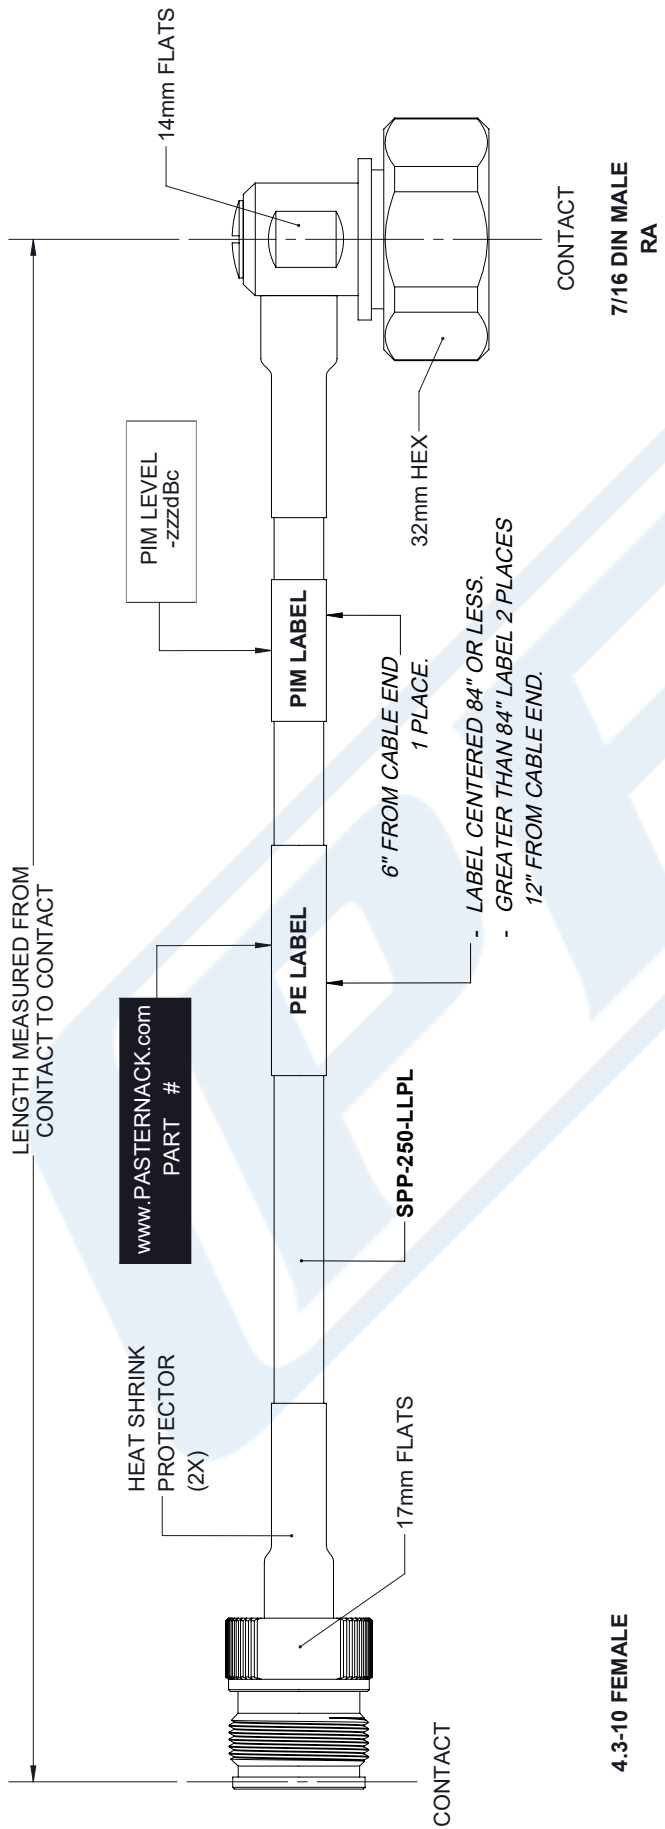 LENGTH MEASURED FROM
CONTACT TO CONTACT
HEAT SHRINK
PROTECTOR
(2X)
www.PASTERNACK.com
PART #
PIM LEVEL
-zzzdBc
14mm FLATS
PE LABEL
PIM LABEL
17mm FLATS
SPP-250-LLPL
6" FROM CABLE END
1 PLACE.
32mm HEX
- LABEL CENTERED 84" OR LESS.
- GREATER THAN 84" LABEL 2 PLACES
12" FROM CABLE END.
CONTACT
CONTACT
4.3-10 FEMALE
7/16 DIN MALE
RA